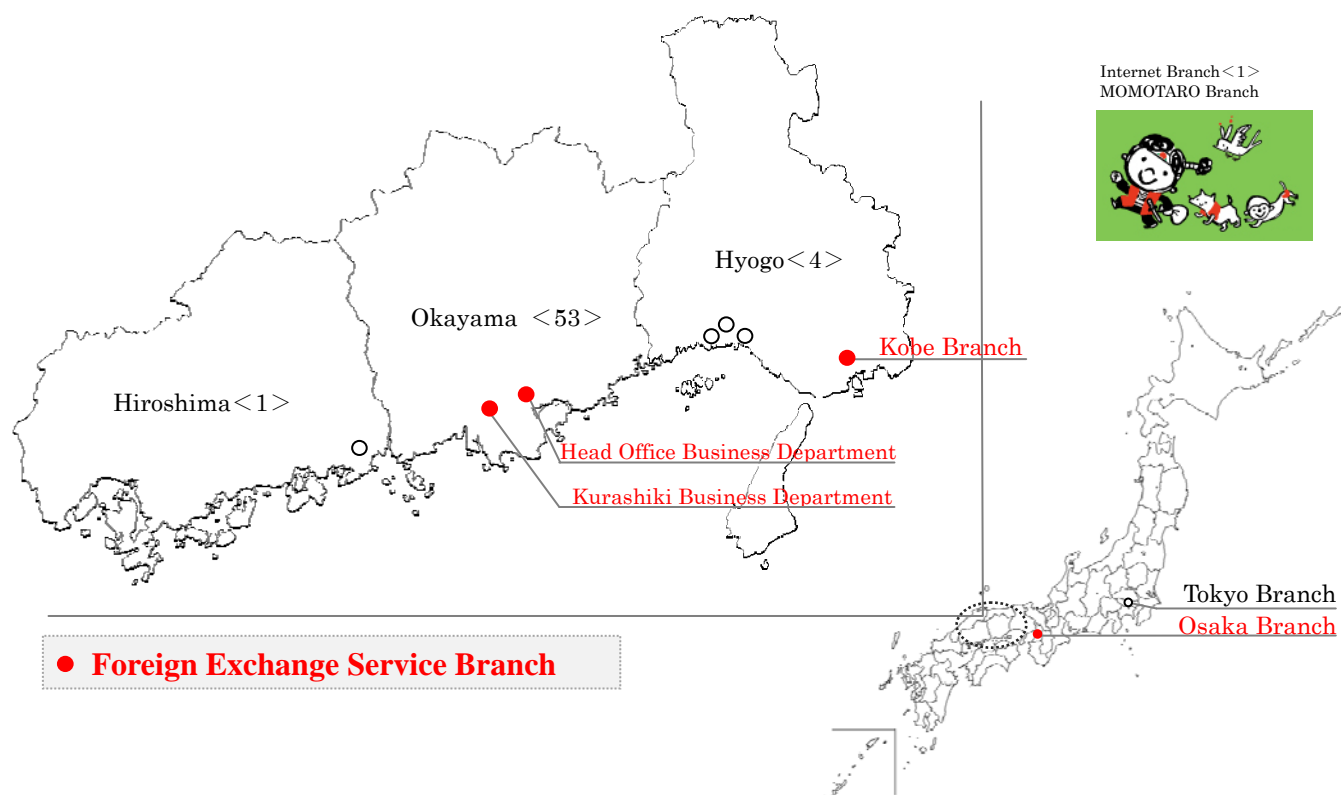 Internet Branch＜1＞
MOMOTARO Branch
Hyogo＜4＞
Okayama ＜53＞
Kobe Branch
Hiroshima＜1＞
Head Office Business Department
Kurashiki Business Department
Tokyo Branch
Osaka Branch
Foreign Exchange Service Branch